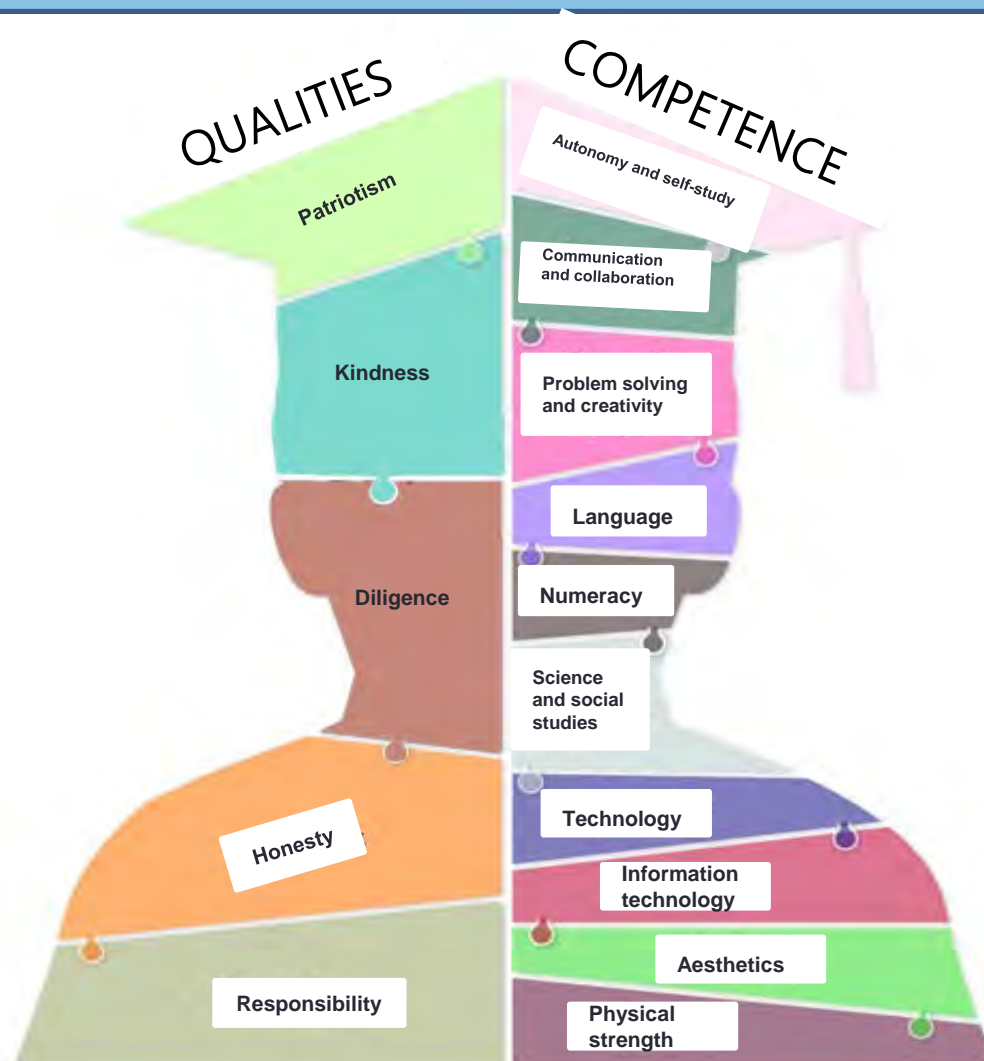 QUALITIES
Patriotism
Kindness
Diligence
Honesty
Responsibility
COMPETENCE
Autonomy and self-study
Communication
and collaboration
Problem solving
and creativity
Language
Numeracy
Science
and social
studies
Technology
Information
technology
Aesthetics
Physical
strength